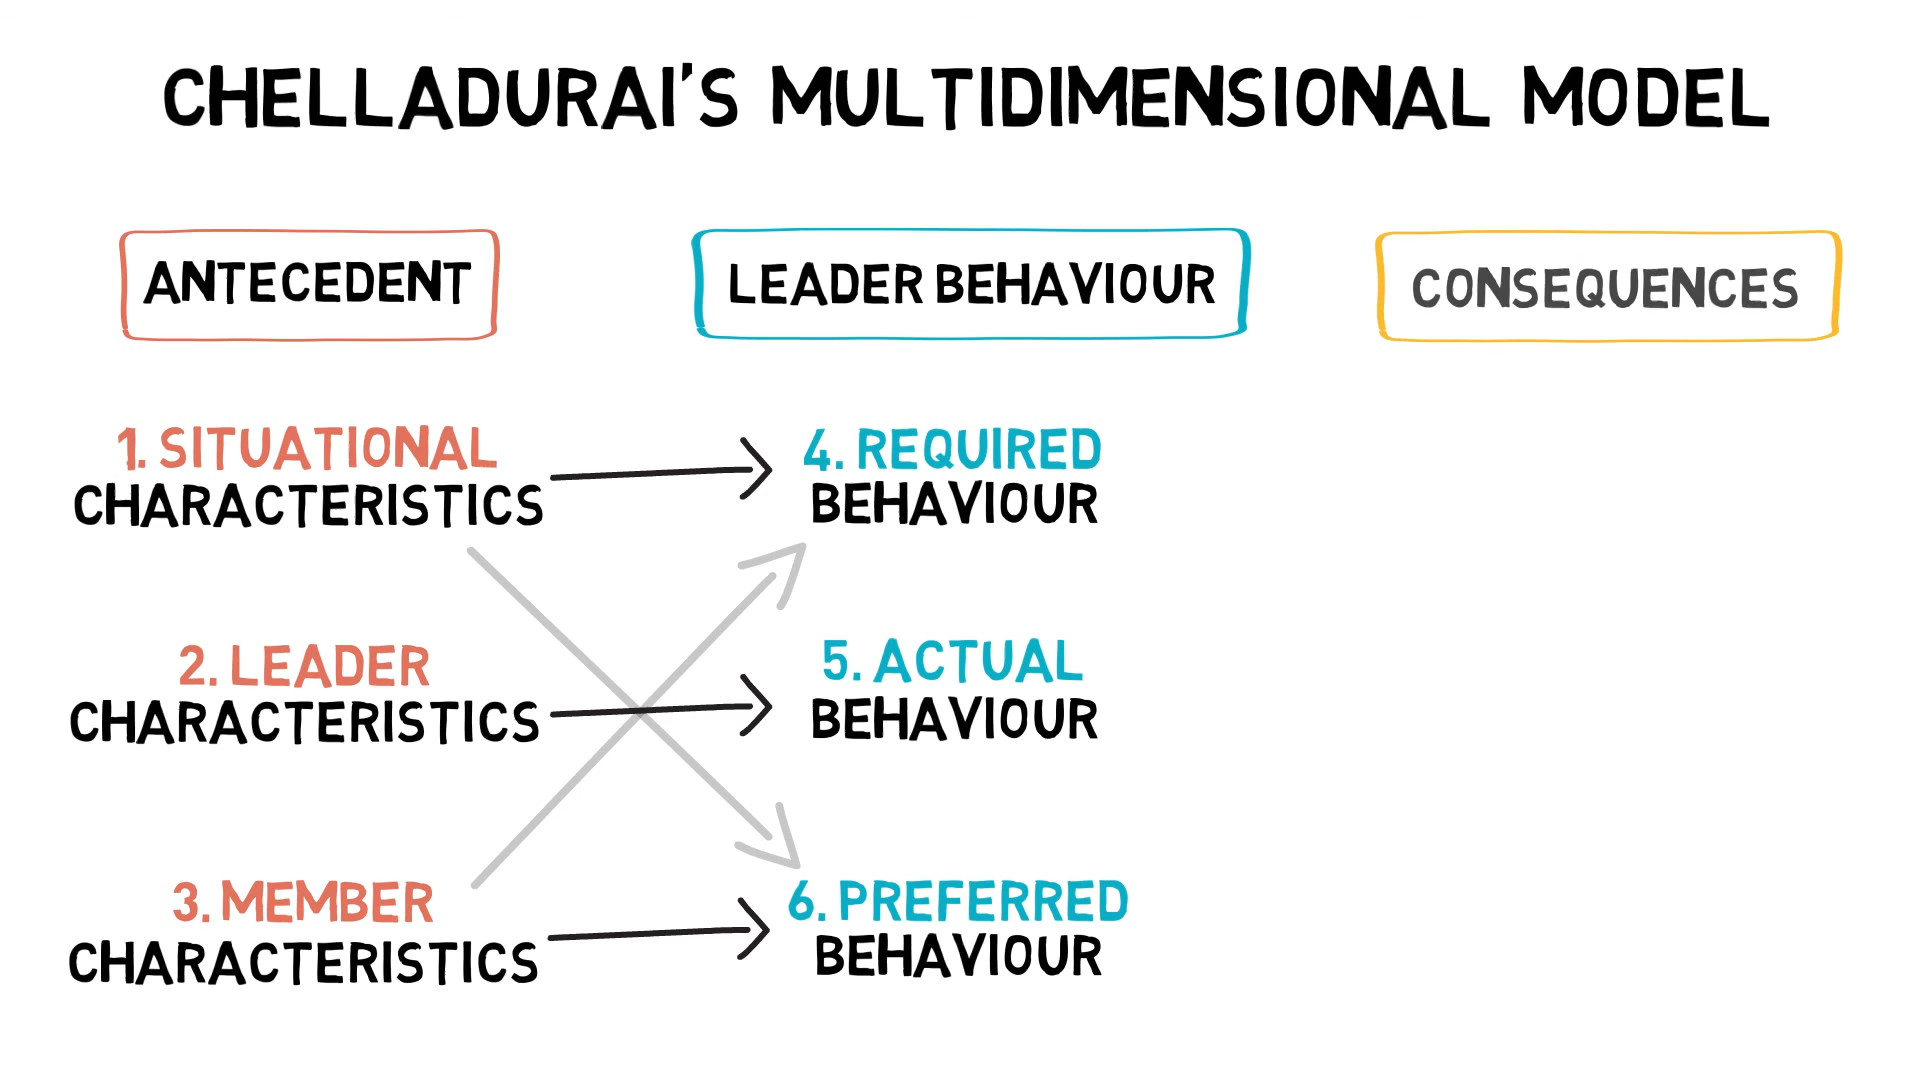 CHELLADURAI'S MULTIDIMENSIONAL MODEL
ANTECEDENT
LEADER BEHAVIOUR
CONSEQUENCES
1. SITUATIONAL
CHARACTERISTICS
4. REQUIRED
BEHAVIOUR
2. LEADER
CHARACTERISTICS
5. ACTUAL
BEHAVIOUR
3. MEMBER
CHARACTERISTICS
6. PREFERRED
BEHAVIOUR